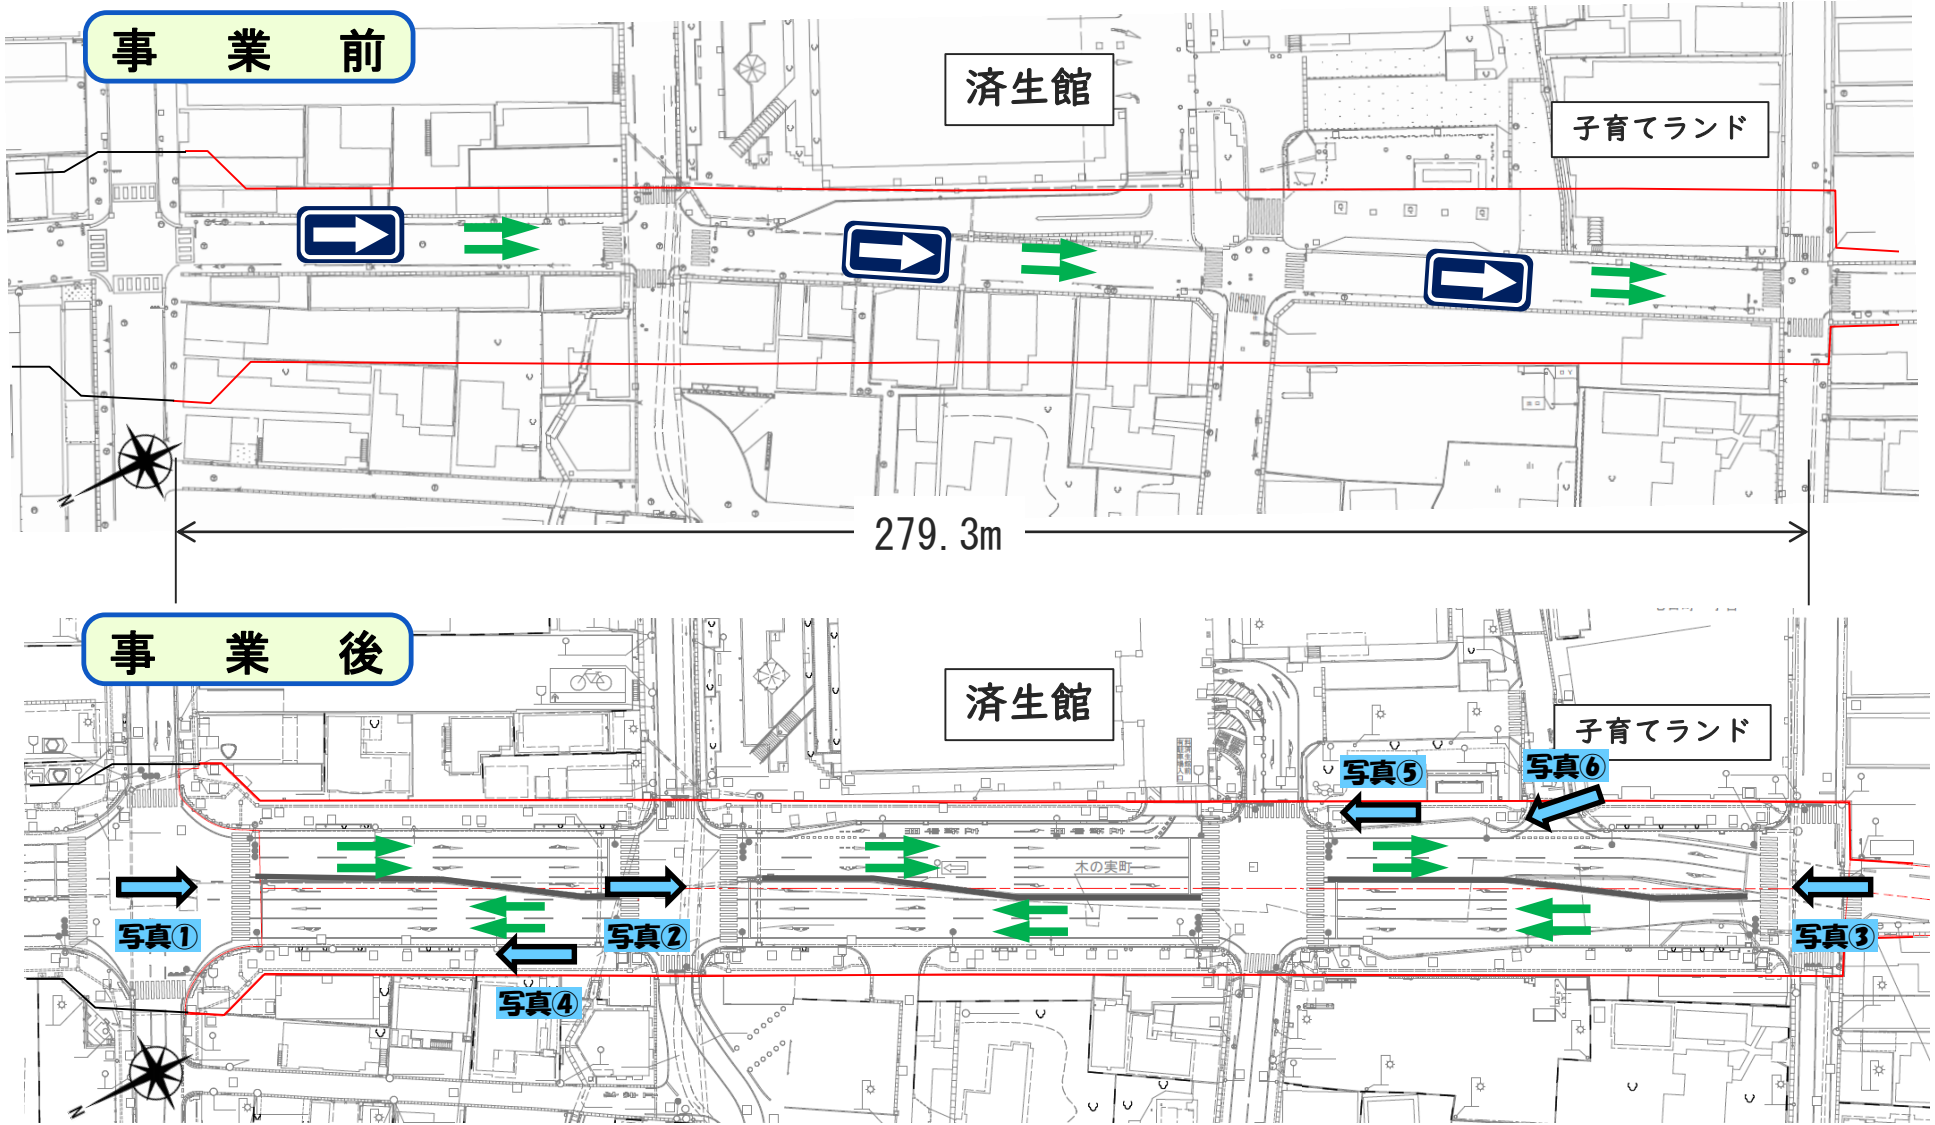 事業前
済生館
子育てランド
N
279.3m
事業後
済生館
子育てランド
写真⑤
写真⑥
木の実町
写真①
写真②
写真③
写真④
N